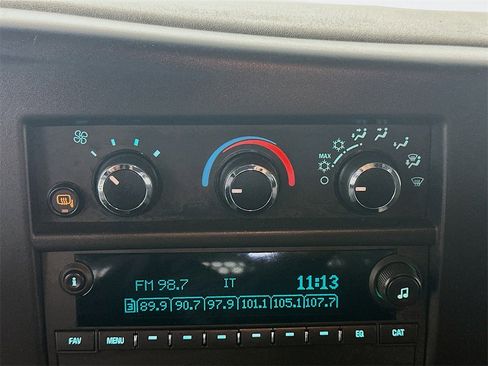 MAX
i
FM 98.7 IT 11:13
3 89.9 90.7 97.9 101.1 105.1 107.7
FAV MENU EQ CAT